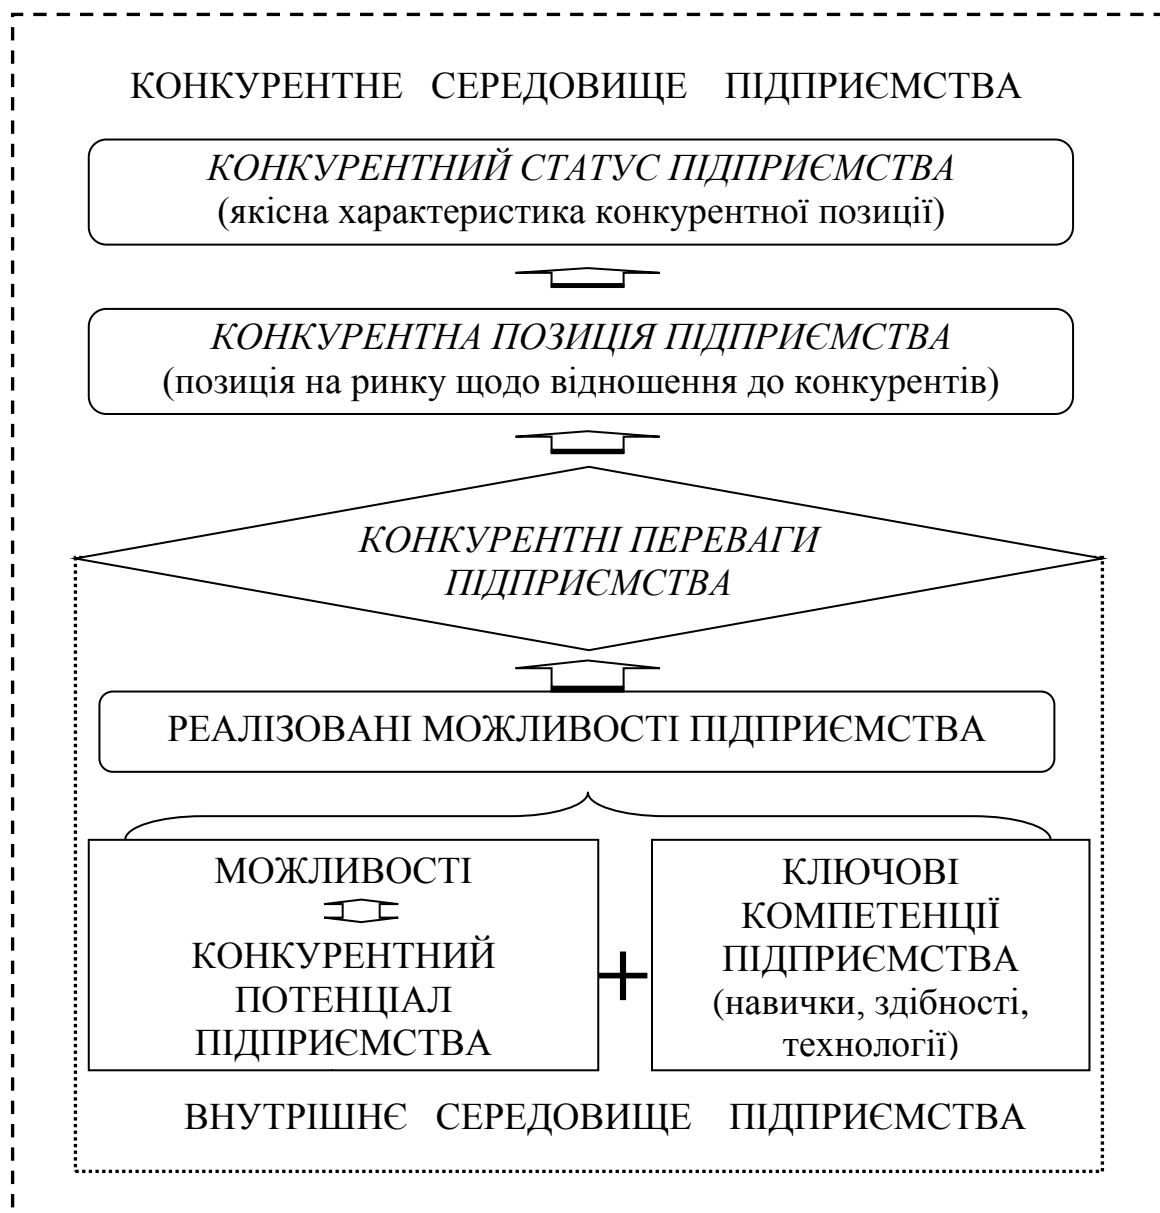 КОНКУРЕНТНЕ СЕРЕДОВИЩЕ ПІДПРИЄМСТВА
КОНКУРЕНТНИЙ СТАТУС ПІДПРИЄМСТВА
(якісна характеристика конкурентної позиції)
КОНКУРЕНТНА ПОЗИЦІЯ ПІДПРИЄМСТВА
(позиція на ринку щодо відношення до конкурентів)
КОНКУРЕНТНІ ПЕРЕВАГИ
ПІДПРИЄМСТВА
РЕАЛІЗОВАНІ МОЖЛИВОСТІ ПІДПРИЄМСТВА
МОЖЛИВОСТІ
КОНКУРЕНТНИЙ
ПОТЕНЦІАЛ
ПІДПРИЄМСТВА
+
КЛЮЧОВІ
КОМПЕТЕНЦІЇ
ПІДПРИЄМСТВА
(навички, здібності,
технології)
ВНУТРІШНЄ СЕРЕДОВИЩЕ ПІДПРИЄМСТВА